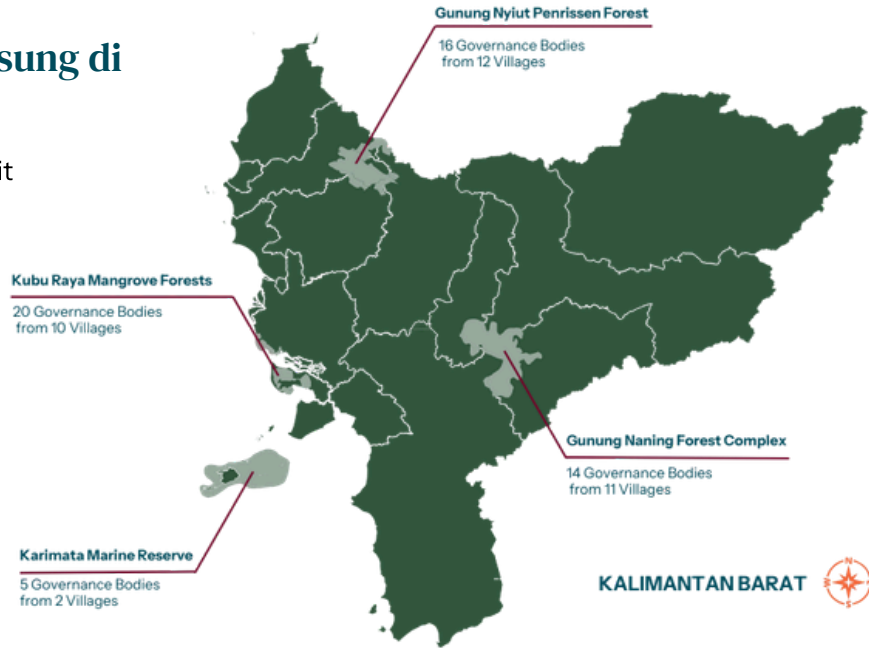 sung di
it
Gunung Nyiut Penrissen Forest
16 Governance Bodies
from 12 Villages
Kubu Raya Mangrove Forests
20 Governance Bodies
from 10 Villages
Gunung Naning Forest Complex
14 Governance Bodies
from 11 Villages
Karimata Marine Reserve
5 Governance Bodies
from 2 Villages
KALIMANTAN BARAT
N
W
S